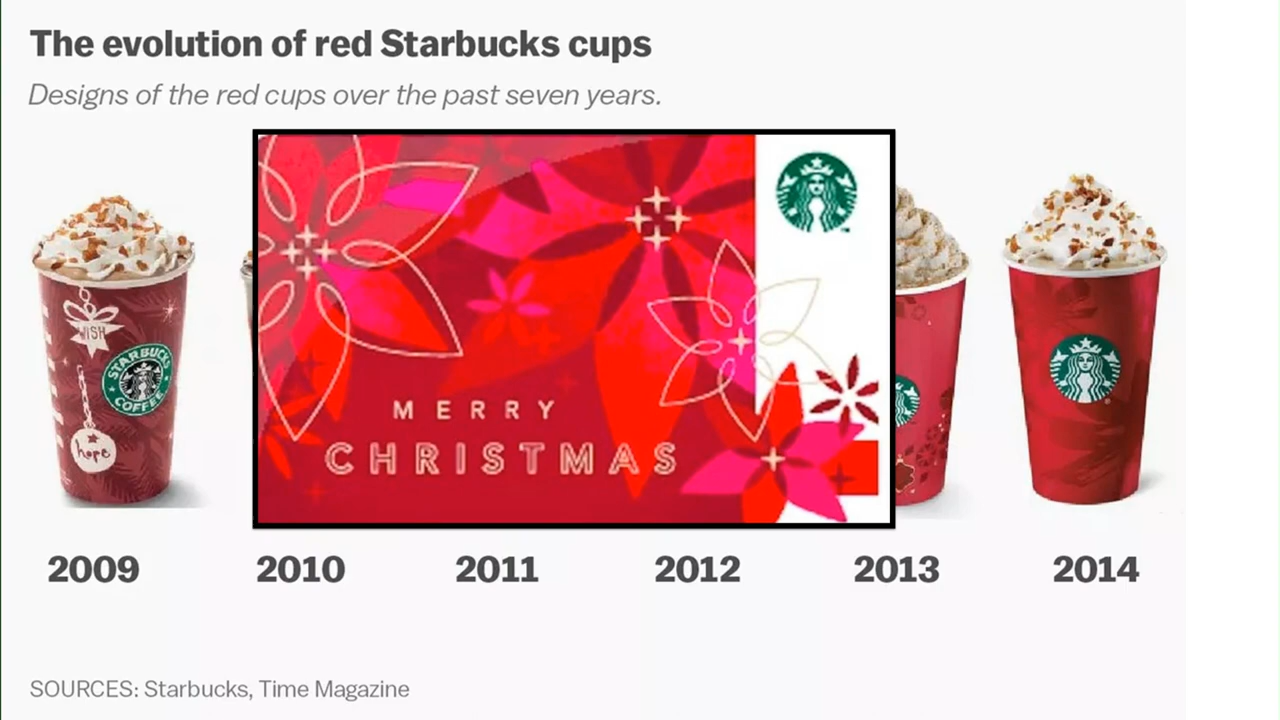 The evolution of red Starbucks cups
Designs of the red cups over the past seven years.
WISH
STARBUCKS
COFFEE
hope
MERRY
CHRISTMAS
2009 2010 2011 2012 2013 2014
SOURCES: Starbucks, Time Magazine